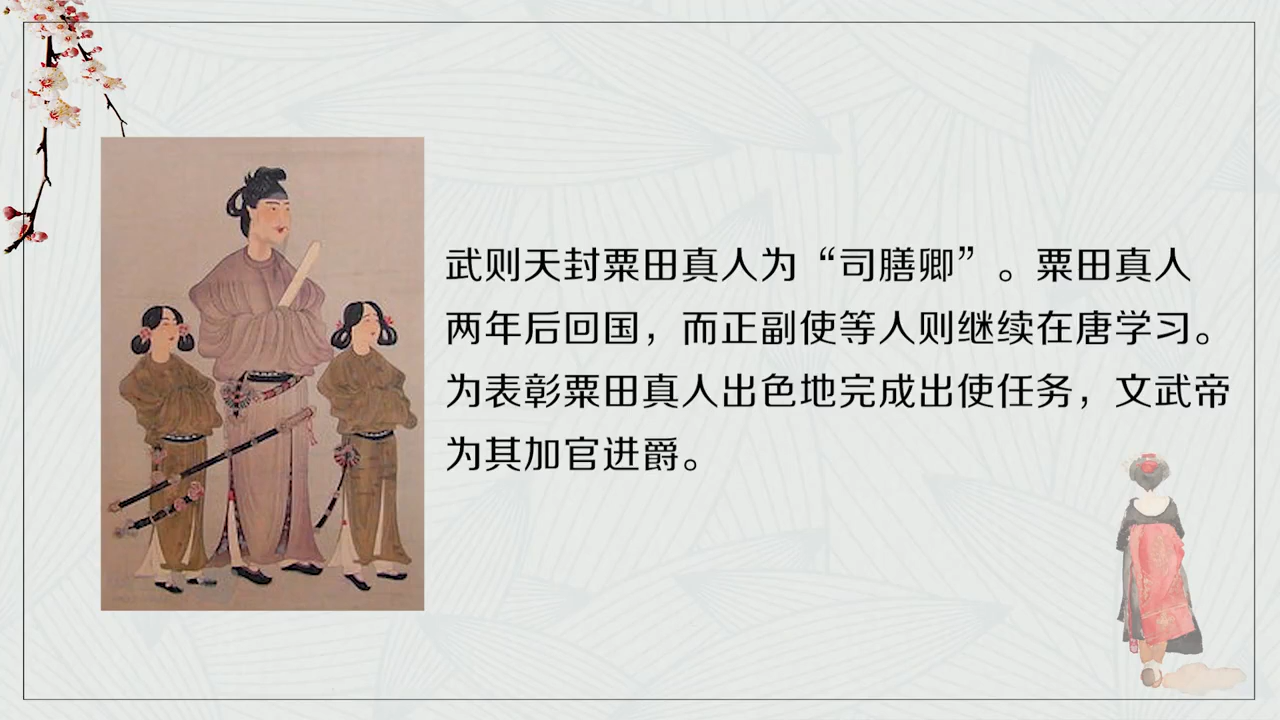 武则天封粟田真人为“司膳卿”。粟田真人
两年后回国，而正副使等人则继续在唐学习。
为表彰粟田真人出色地完成出使任务，文武帝
为其加官进爵。